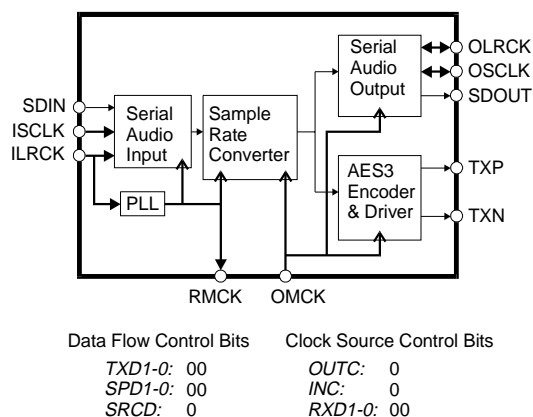 SDIN
ISCLK
ILRCK
Serial
Audio
Input
PLL
Sample
Rate
Converter
Serial
Audio
Output
OLRCK
OSCLK
SDOUT
AES3
Encoder
& Driver
TXP
TXN
RMCK
OMCK
Data Flow Control Bits
TXD1-0: 00
SPD1-0: 00
SRCD: 0
Clock Source Control Bits
OUTC: 0
INC: 0
RXD1-0: 00